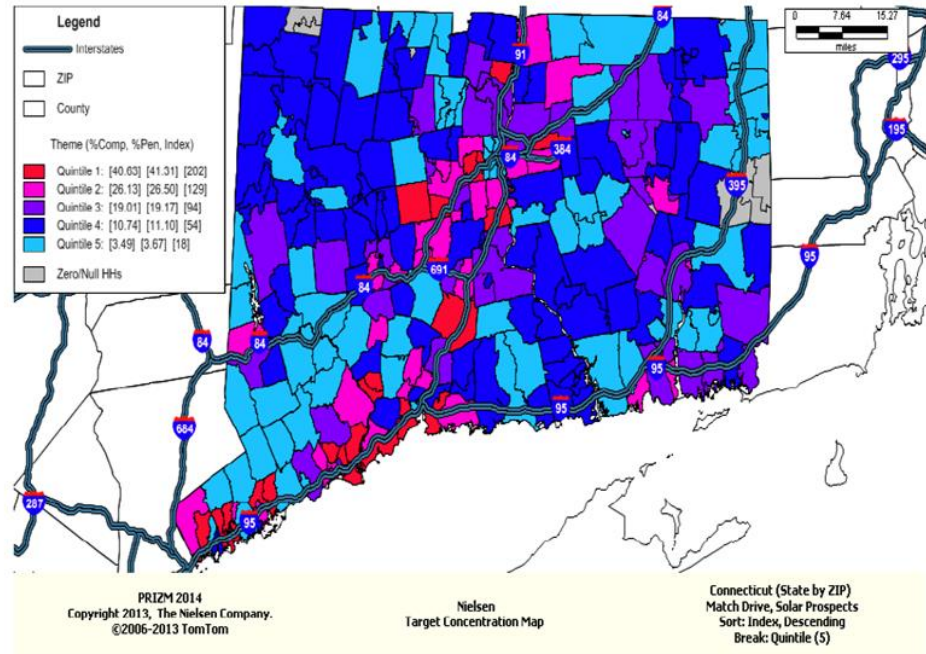 Legend
Interstates
ZIP
County
Theme (%Comp, %Pen, Index)
Quintile 1: [40.63] [41.31] [202]
Quintile 2: [26.13] [26.50] [129]
Quintile 3: [19.01] [19.17] [94]
Quintile 4: [10.74] [11.10] [54]
Quintile 5: [3.49] [3.67] [18]
Zero/Null HHs
0 7.64 15.27
miles
84
91
295
195
84
384
395
691
84
95
84
84
95
95
684
287
95
PRIZM 2014
Copyright 2013, The Nielsen Company.
©2006-2013 TomTom
Nielsen
Target Concentration Map
Connecticut (State by ZIP)
Match Drive, Solar Prospects
Sort: Index, Descending
Break: Quintile (5)